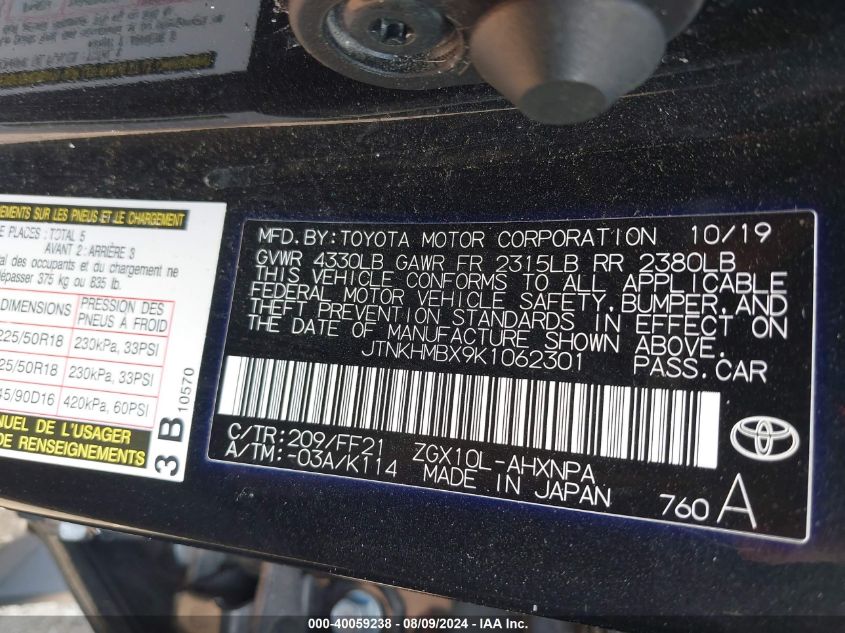 NEMENTS SUR LES PNEUS ET LE CHARGEMENT
E PLACES : TOTAL 5
AVANT 2 : ARRIÈRE 3
al des occupants et du chargement ne
dépasser 375 kg ou 835 lb.
DIMENSIONS PRESSION DES PNEUS À FROID
225/50R18 230kPa, 33PSI
25/50R18 230kPa, 33PSI
45/90D16 420kPa, 60PSI
NUEL DE L'USAGER
DE RENSEIGNEMENTS
3 B 10570
MFD. BY: TOYOTA MOTOR CORPORATION 10/19
GVWR 4330LB GAWR FR 2315LB RR 2380LB
THIS VEHICLE CONFORMS TO ALL APPLICABLE
FEDERAL MOTOR VEHICLE SAFETY, BUMPER, AND
THEFT PREVENTION STANDARDS IN EFFECT ON
THE DATE OF MANUFACTURE SHOWN ABOVE.
JTNKHMBX9K1062301 PASS. CAR
C/TR: 209/FF21 ZGX10L-AHXNPA
A/TM: -03A/K114 MADE IN JAPAN
760 A
000-40059238 - 08/09/2024 - IAA Inc.